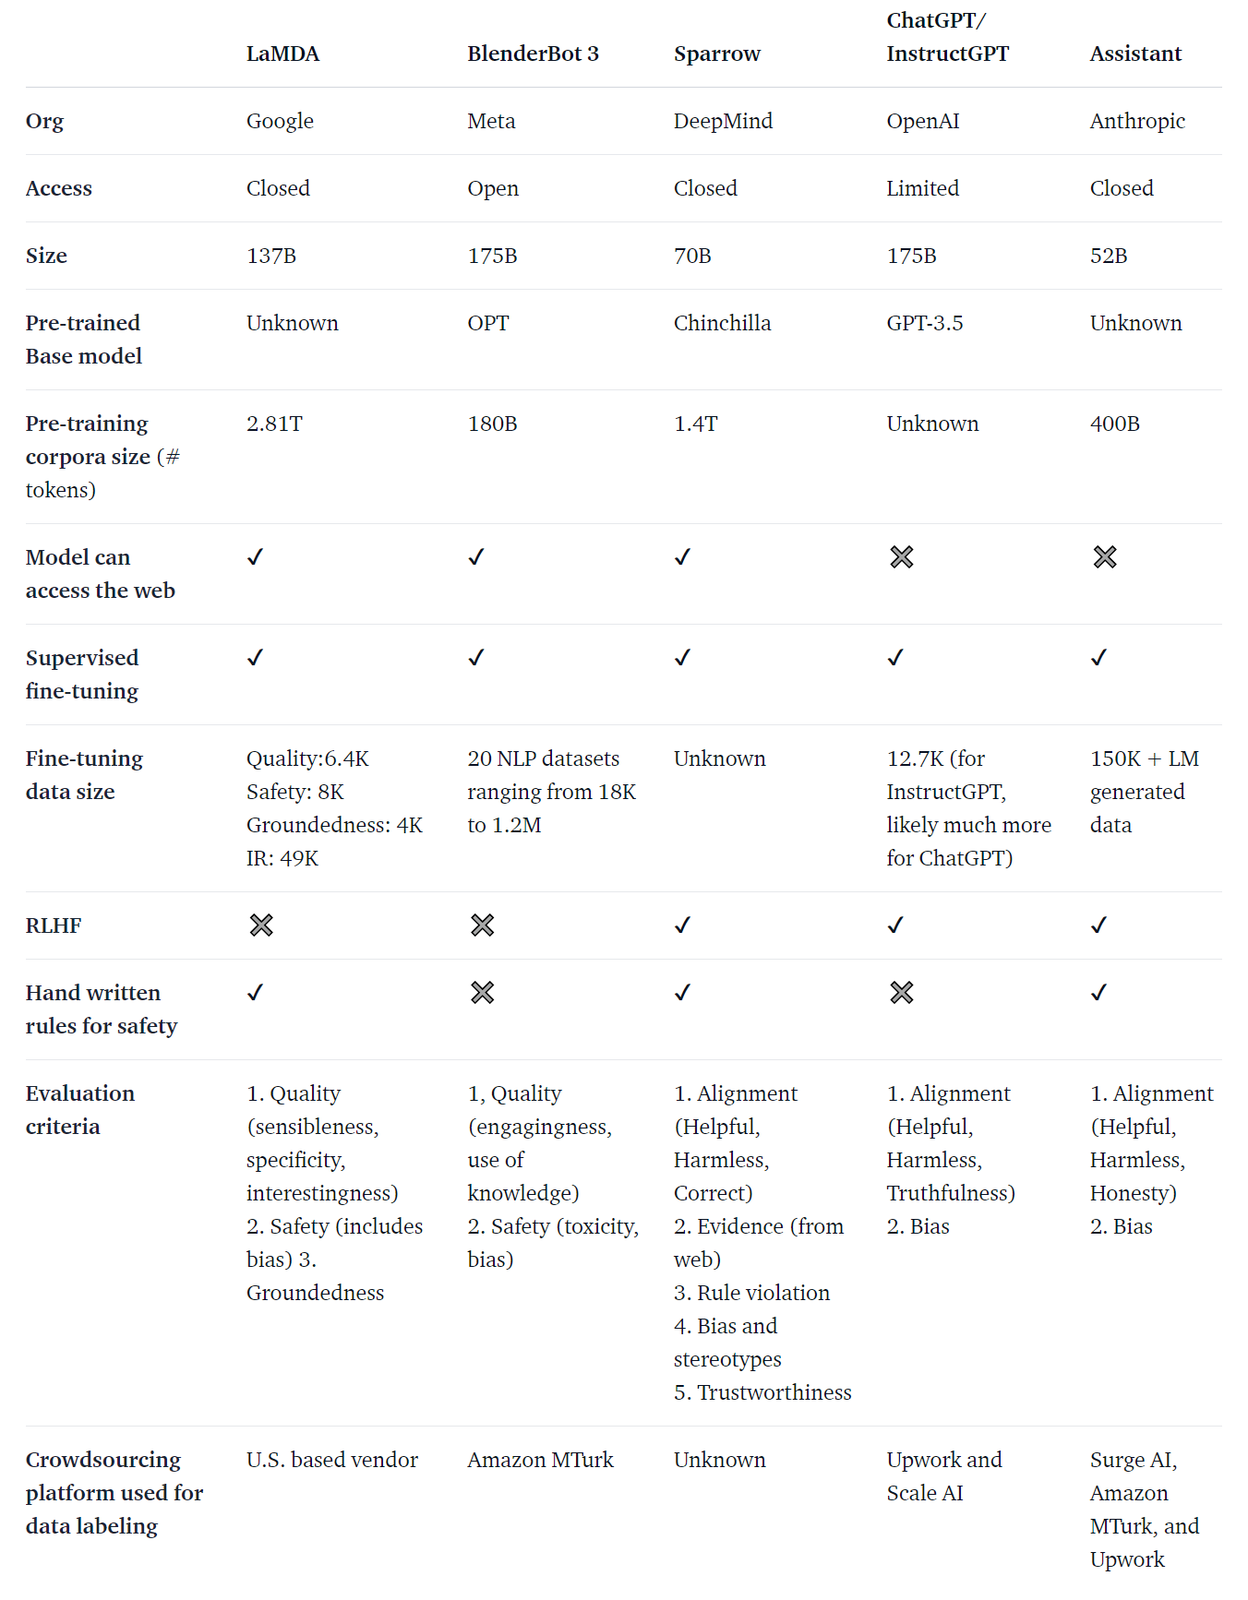 ChatGPT/
LaMDA BlenderBot 3 Sparrow InstructGPT Assistant
Org Google Meta DeepMind OpenAI Anthropic
Access Closed Open Closed Limited Closed
Size 137B 175B 70B 175B 52B
Pre-trained Unknown OPT Chinchilla GPT-3.5 Unknown
Base model
Pre-training 2.81T 180B 1.4T Unknown 400B
corpora size (#
tokens)
Model can ✓ ✓ ✓ ✖ ✖
access the web
Supervised ✓ ✓ ✓ ✓ ✓
fine-tuning
Fine-tuning Quality:6.4K 20 NLP datasets Unknown 12.7K (for 150K + LM
data size Safety: 8K ranging from 18K InstructGPT, generated
Groundedness: 4K to 1.2M likely much more data
IR: 49K for ChatGPT)
RLHF ✖ ✖ ✓ ✓ ✓
Hand written ✓ ✖ ✓ ✖ ✓
rules for safety
Evaluation 1. Quality 1, Quality 1. Alignment 1. Alignment 1. Alignment
criteria (sensibleness, (engagingness, (Helpful, (Helpful, (Helpful,
specificity, use of Harmless, Harmless, Harmless,
interestingness) knowledge) Correct) Truthfulness) Honesty)
2. Safety (includes 2. Safety (toxicity, 2. Evidence (from 2. Bias 2. Bias
bias) 3. bias) web)
Groundedness 3. Rule violation
4. Bias and
stereotypes
5. Trustworthiness
Crowdsourcing U.S. based vendor Amazon MTurk Unknown Upwork and Surge AI,
platform used for Scale AI Amazon
data labeling MTurk, and
Upwork